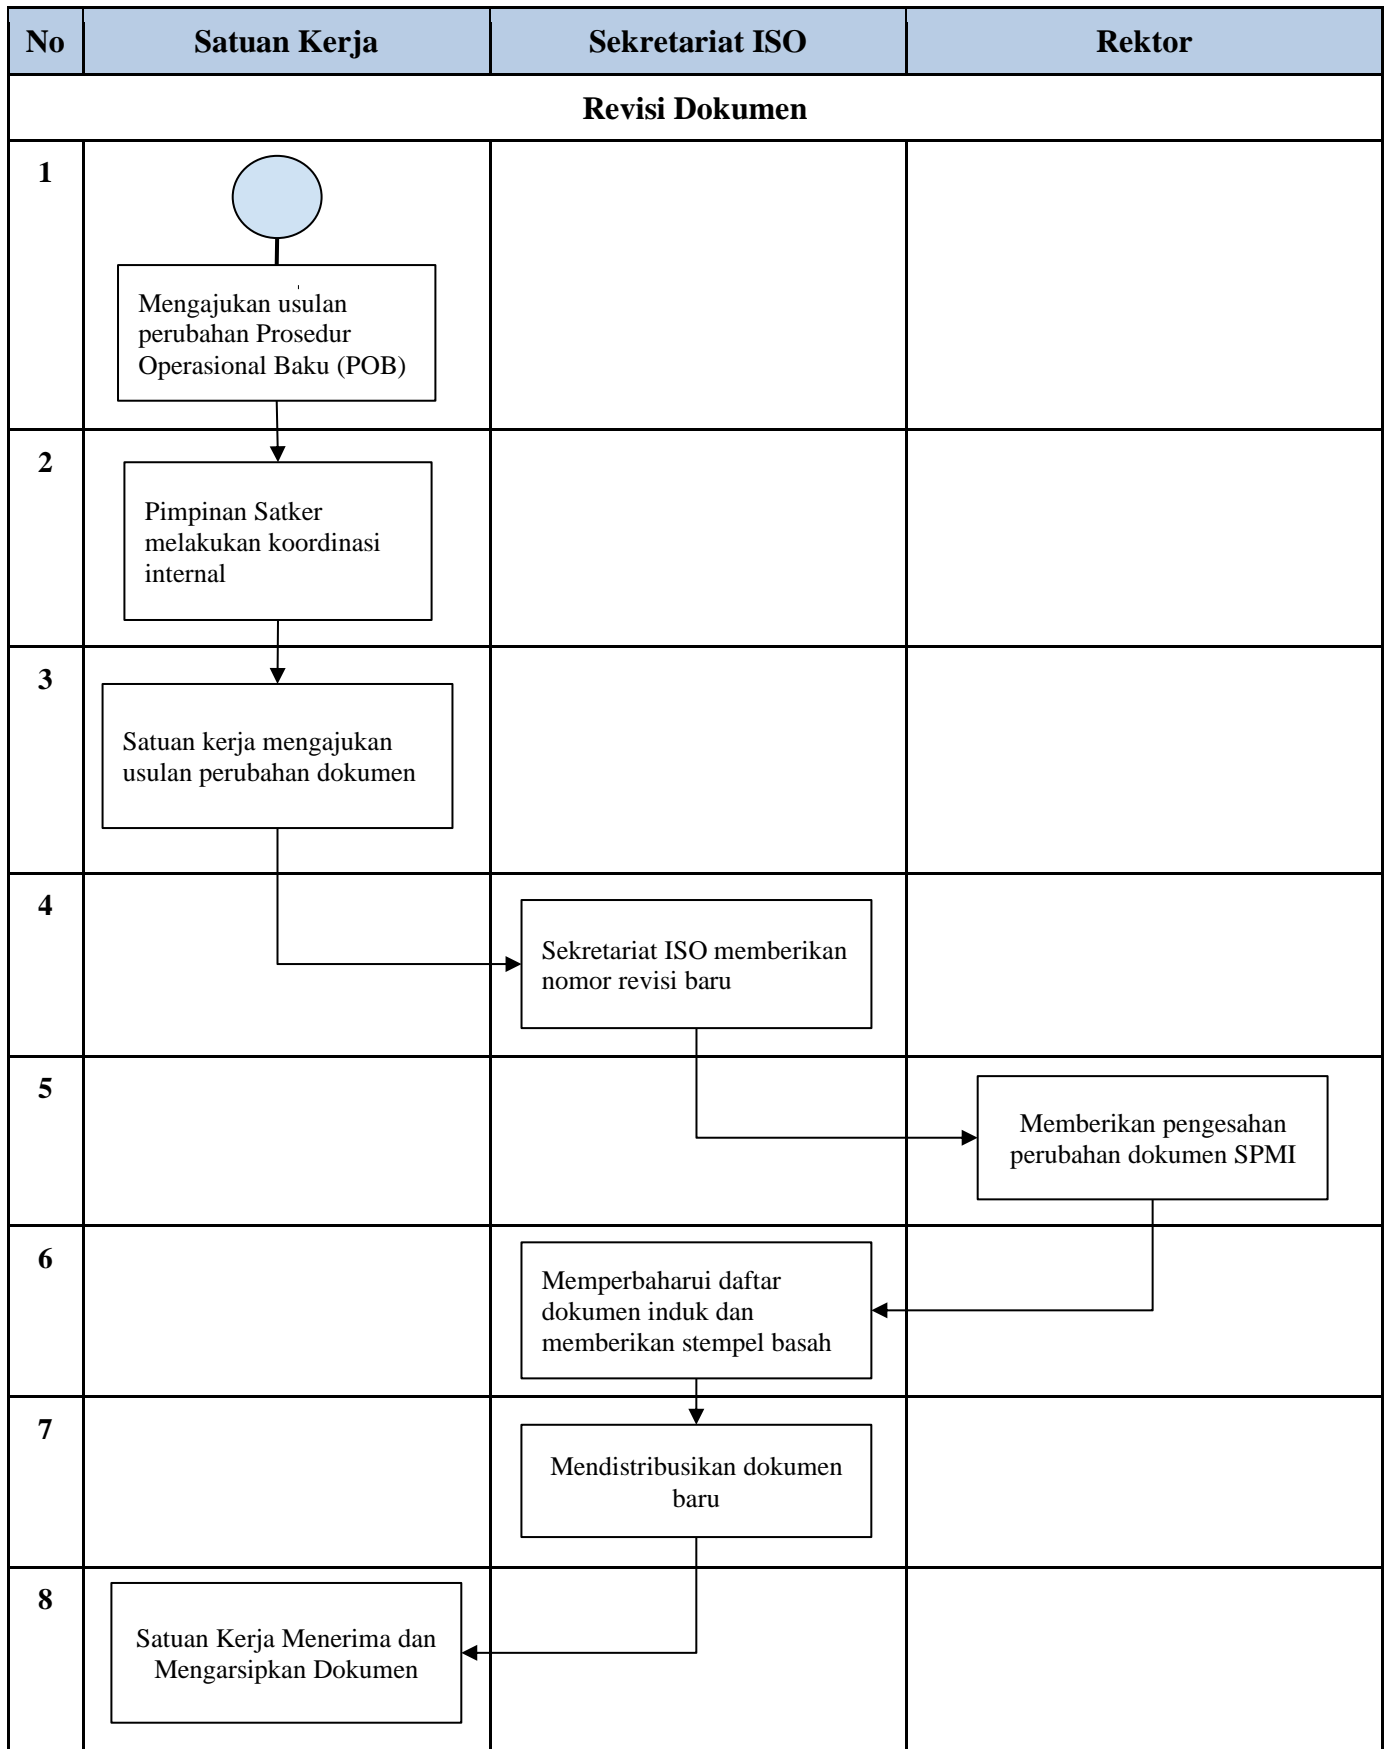 No Satuan Kerja Sekretariat ISO Rektor
Revisi Dokumen
1
Mengajukan usulan
perubahan Prosedur
Operasional Baku (POB)
2
Pimpinan Satker
melakukan koordinasi
internal
3
Satuan kerja mengajukan
usulan perubahan dokumen
4
Sekretariat ISO memberikan
nomor revisi baru
5
Memberikan pengesahan
perubahan dokumen SPMI
6
Memperbaharui daftar
dokumen induk dan
memberikan stempel basah
7
Mendistribusikan dokumen
baru
8
Satuan Kerja Menerima dan
Mengarsipkan Dokumen